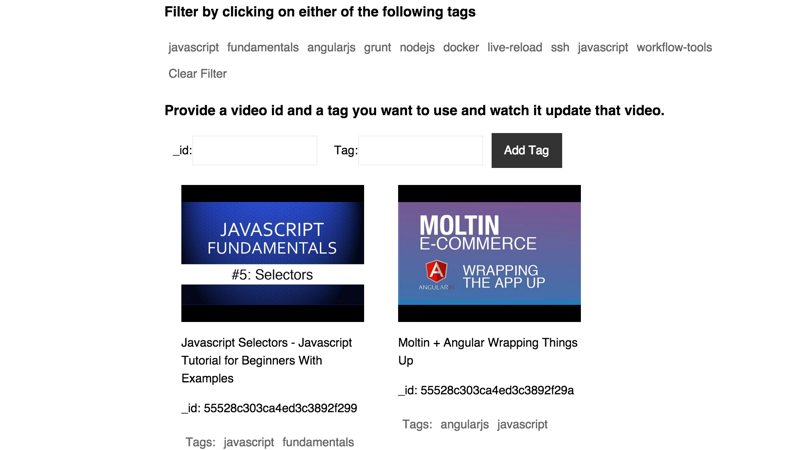 Filter by clicking on either of the following tags
javascript fundamentals angularjs grunt nodejs docker live-reload ssh javascript workflow-tools
Clear Filter
Provide a video id and a tag you want to use and watch it update that video.
_id: Tag: Add Tag
JAVASCRIPT
FUNDAMENTALS
#5: Selectors
Javascript Selectors - Javascript
Tutorial for Beginners With
Examples
_id: 55528c303ca4ed3c3892f299
Tags: javascript fundamentals
MOLTIN
E-COMMERCE
WRAPPING
THE APP UP
ANGULARJS
Moltin + Angular Wrapping Things
Up
_id: 55528c303ca4ed3c3892f29a
Tags: angularjs javascript